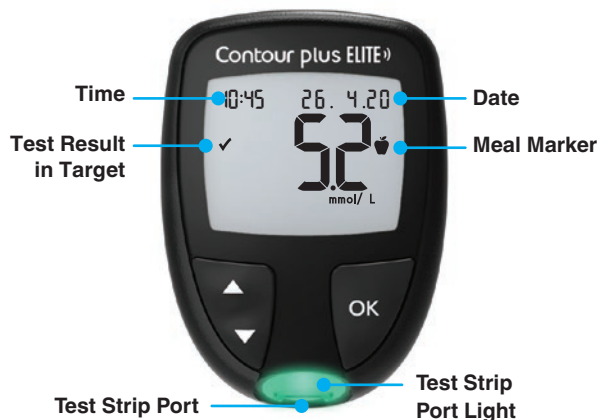 Contour plus ELITE
Time
10:45
26. 4.20
Date
Test Result
in Target
5.2
Meal Marker
mmol/ L
OK
Test Strip Port
Test Strip
Port Light